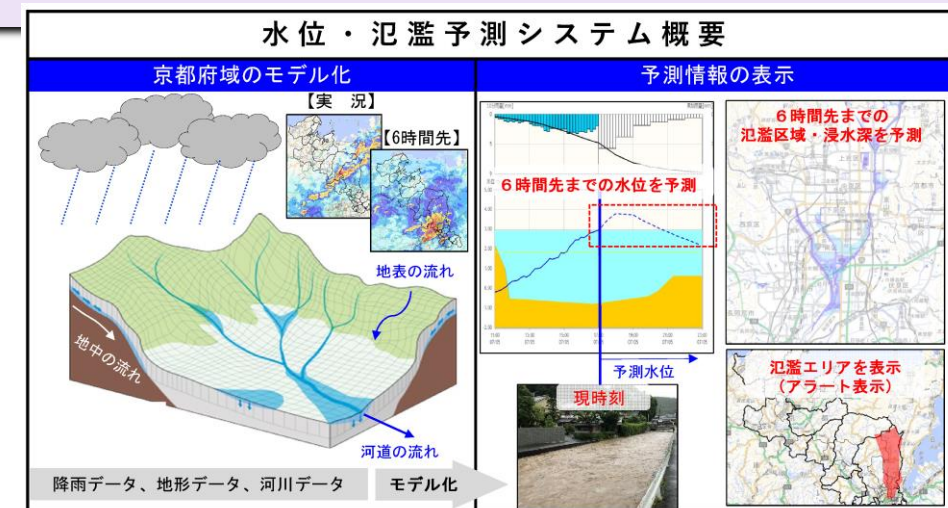 水位・氾濫予測システム概要
京都府域のモデル化
【実　況】
【6時間先】
地表の流れ
地中の流れ
河道の流れ
降雨データ、地形データ、河川データ
モデル化
予測情報の表示
6時間先までの水位を予測
予測水位
現時刻
6時間先までの
氾濫区域・浸水深を予測
氾濫エリアを表示
（アラート表示）